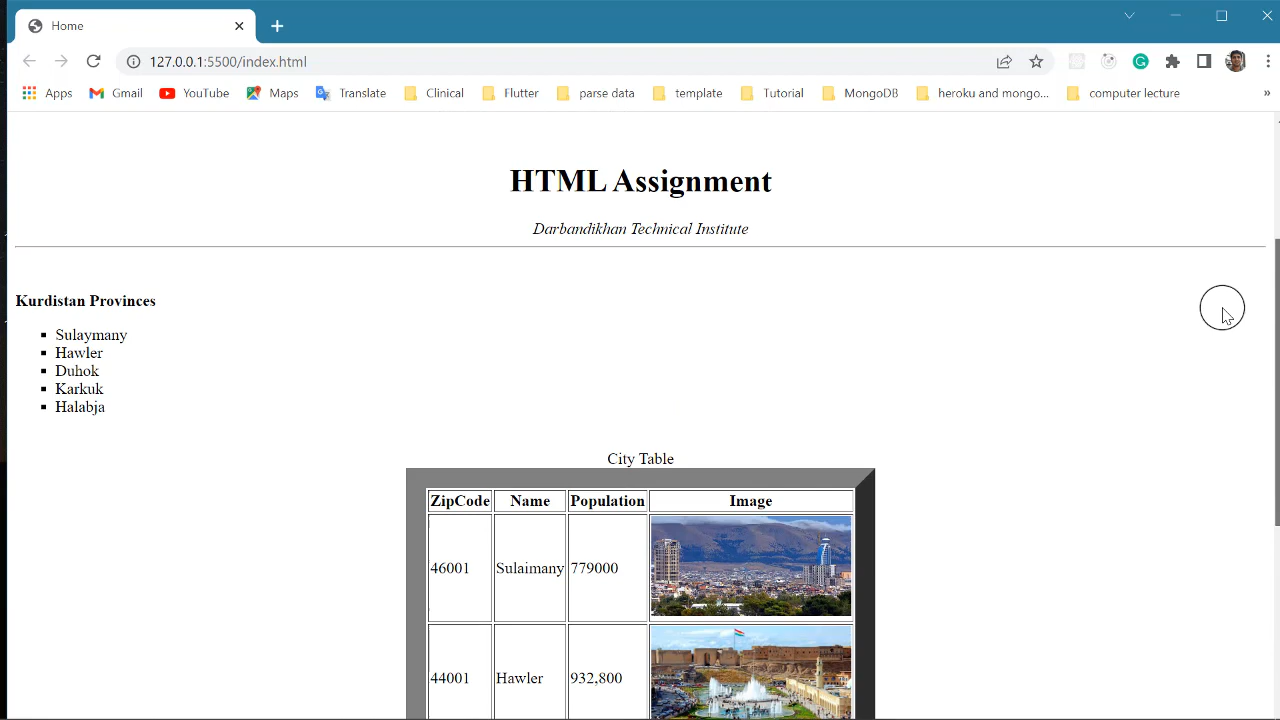 Home
127.0.0.1:5500/index.html
Apps Gmail YouTube Maps Translate Clinica Flutter parse data template Tutorial MongoDB heroku and mongo... computer lecture »
HTML Assignment
Darbandikhan Technical Institute
Kurdistan Provinces
Sulaymany
Hawler
Duhok
Karkuk
Halabja
City Table
ZipCode Name Population Image
46001 Sulaimany 779000
44001 Hawler 932,800